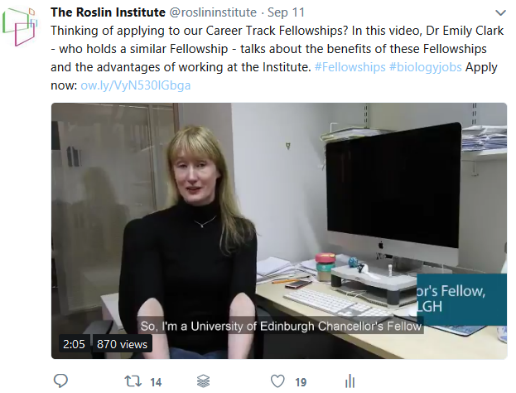 The Roslin Institute @roslininstitute · Sep 11
Thinking of applying to our Career Track Fellowships? In this video, Dr Emily Clark
- who holds a similar Fellowship - talks about the benefits of these Fellowships
and the advantages of working at the Institute. #Fellowships #biologyjobs Apply
now: ow.ly/VyN530lGbga
or's Fellow,
LGH
So, I'm a University of Edinburgh Chancellor's Fellow
2:05 870 views
14 19